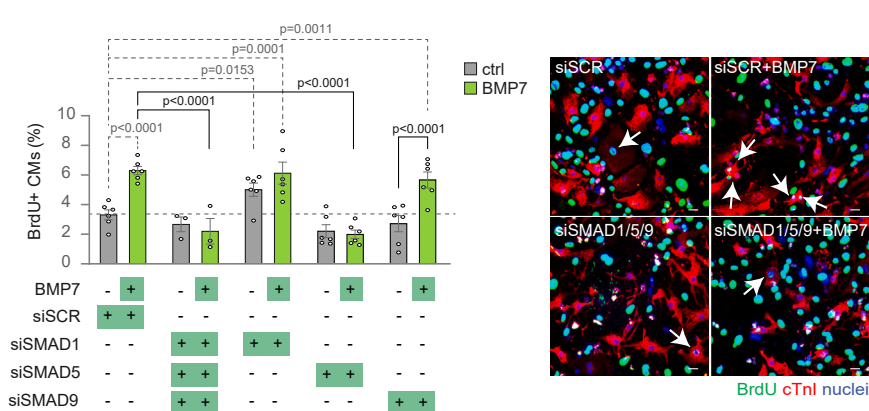 p=0.0011
p=0.0001
p=0.0153
p<0.0001
p<0.0001
p<0.0001
p<0.0001
ctrl
BMP7
BrdU+ CMs (%)
10
8
6
4
2
0
BMP7 - + - + - + - + - +
siSCR + + - - - - - - - -
siSMAD1 - - + + + + - - - -
siSMAD5 - - + + - - + + - -
siSMAD9 - - + + - - - - + +
siSCR
siSCR+BMP7
siSMAD1/5/9
siSMAD1/5/9+BMP7
BrdU cTnI nuclei